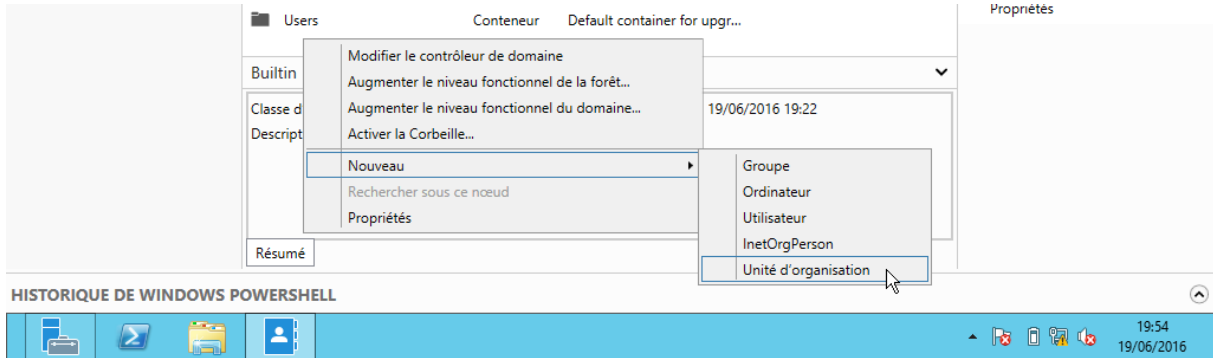 Users Conteneur Default container for upgr...
Propriétés
Modifier le contrôleur de domaine
Builtin
Augmenter le niveau fonctionnel de la forêt...
Classe d
Augmenter le niveau fonctionnel du domaine...
19/06/2016 19:22
Descript
Activer la Corbeille...
Nouveau
Groupe
Rechercher sous ce nœud
Ordinateur
Propriétés
Utilisateur
InetOrgPerson
Résumé
Unité d'organisation
HISTORIQUE DE WINDOWS POWERSHELL
19:54
19/06/2016